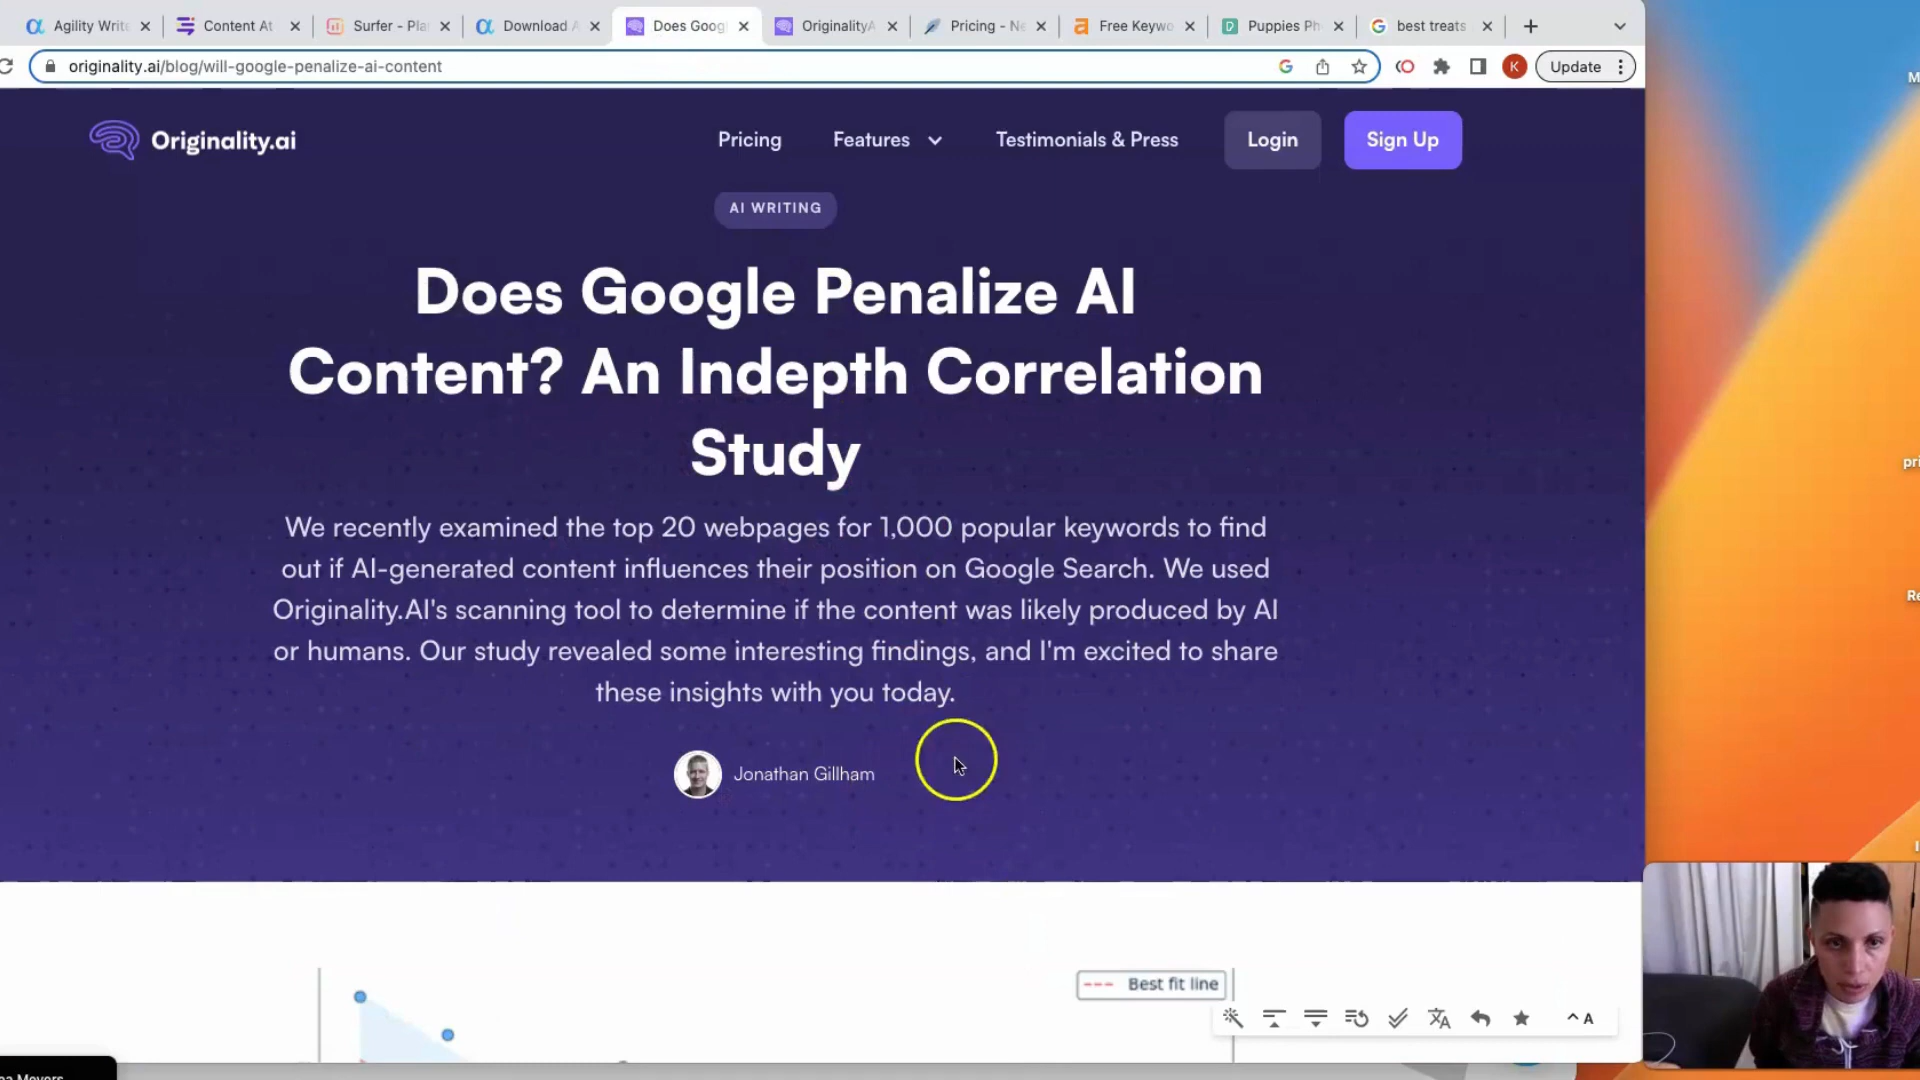 Agility Write
Content At
Surfer - Pla
Download A
Does Goog
OriginalityA
Pricing - Ne
Free Keywo
Puppies Ph
best treats
originality.ai/blog/will-google-penalize-ai-content
K
Update
Originality.ai
Pricing
Features
Testimonials & Press
Login
Sign Up
AI WRITING
Does Google Penalize AI
Content? An Indepth Correlation
Study
We recently examined the top 20 webpages for 1,000 popular keywords to find
out if AI-generated content influences their position on Google Search. We used
Originality.AI's scanning tool to determine if the content was likely produced by AI
or humans. Our study revealed some interesting findings, and I'm excited to share
these insights with you today.
Jonathan Gillham
Best fit line
A
M
pri
Re